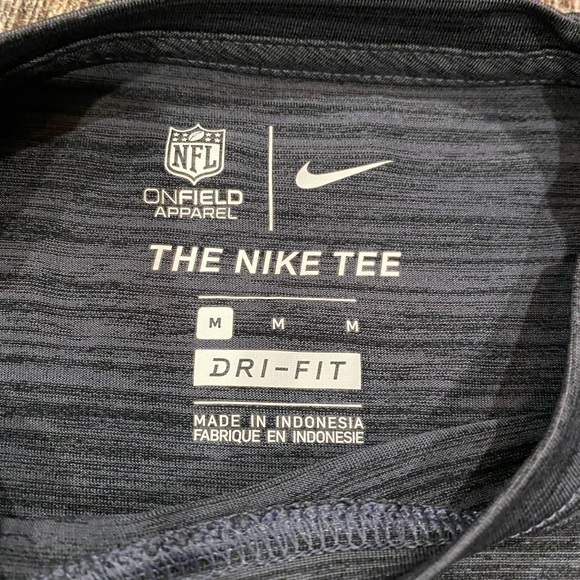 NFL
ONFIELD
APPAREL
THE NIKE TEE
M M M
DRI-FIT
MADE IN INDONESIA
FABRIQUE EN INDONESIE